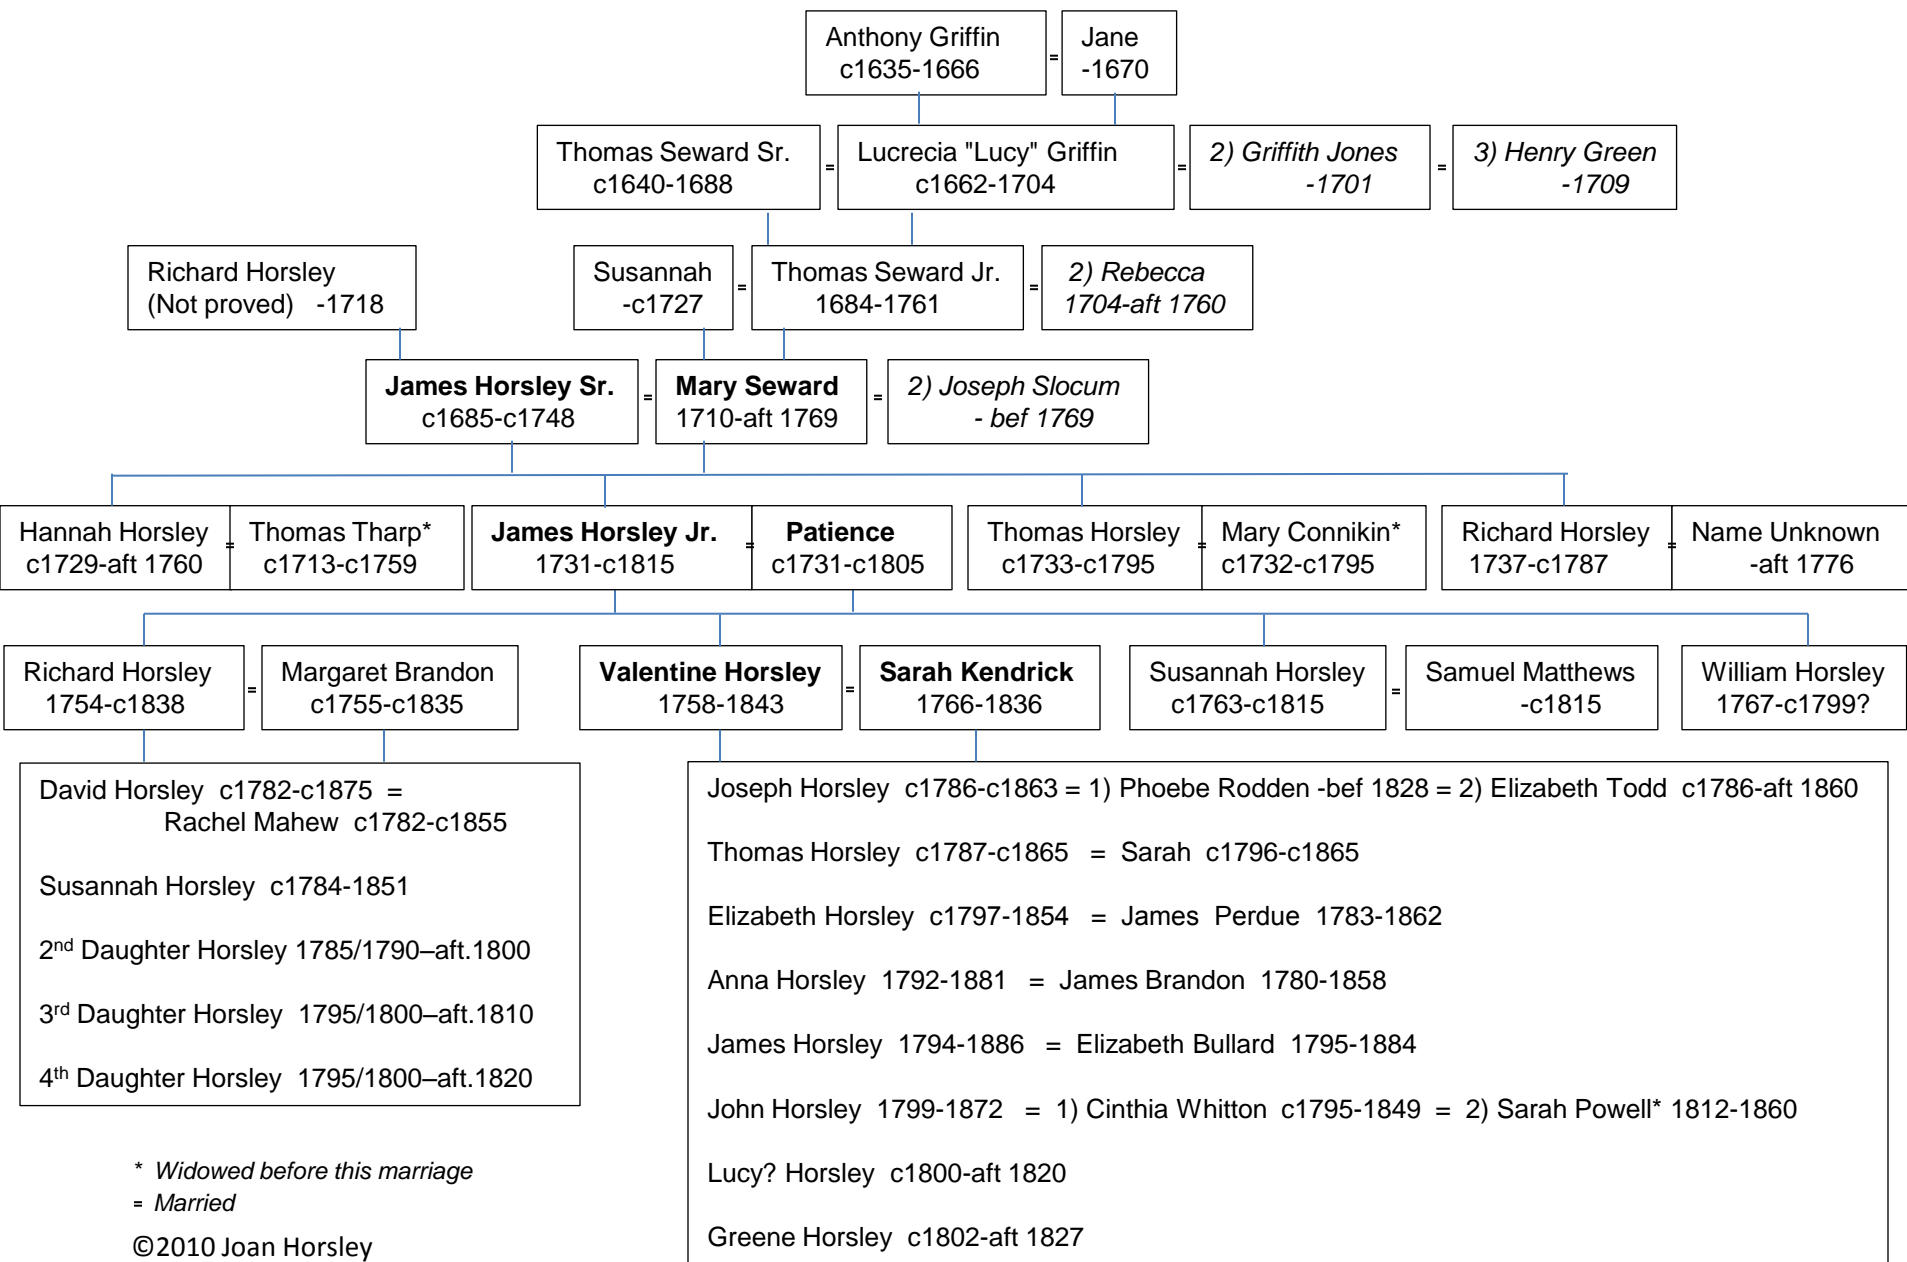 Anthony Griffin
c1635-1666
=
Jane
-1670
Thomas Seward Sr.
c1640-1688
=
Lucrecia "Lucy" Griffin
c1662-1704
=
2) Griffith Jones
-1701
=
3) Henry Green
-1709
Richard Horsley
(Not proved) -1718
Susannah
-c1727
=
Thomas Seward Jr.
1684-1761
=
2) Rebecca
1704-aft 1760
James Horsley Sr.
c1685-c1748
=
Mary Seward
1710-aft 1769
=
2) Joseph Slocum
- bef 1769
Hannah Horsley
c1729-aft 1760
=
Thomas Tharp*
c1713-c1759
James Horsley Jr.
1731-c1815
=
Patience
c1731-c1805
Thomas Horsley
c1733-c1795
=
Mary Connikin*
c1732-c1795
Richard Horsley
1737-c1787
=
Name Unknown
-aft 1776
Richard Horsley
1754-c1838
=
Margaret Brandon
c1755-c1835
Valentine Horsley
1758-1843
=
Sarah Kendrick
1766-1836
Susannah Horsley
c1763-c1815
=
Samuel Matthews
-c1815
William Horsley
1767-c1799?
David Horsley c1782-c1875 =
Rachel Mahew c1782-c1855
Susannah Horsley c1784-1851
2nd Daughter Horsley 1785/1790–aft.1800
3rd Daughter Horsley 1795/1800–aft.1810
4th Daughter Horsley 1795/1800–aft.1820
Joseph Horsley c1786-c1863 = 1) Phoebe Rodden -bef 1828 = 2) Elizabeth Todd c1786-aft 1860
Thomas Horsley c1787-c1865 = Sarah c1796-c1865
Elizabeth Horsley c1797-1854 = James Perdue 1783-1862
Anna Horsley 1792-1881 = James Brandon 1780-1858
James Horsley 1794-1886 = Elizabeth Bullard 1795-1884
John Horsley 1799-1872 = 1) Cinthia Whitton c1795-1849 = 2) Sarah Powell* 1812-1860
Lucy? Horsley c1800-aft 1820
Greene Horsley c1802-aft 1827
* Widowed before this marriage
= Married
©2010 Joan Horsley